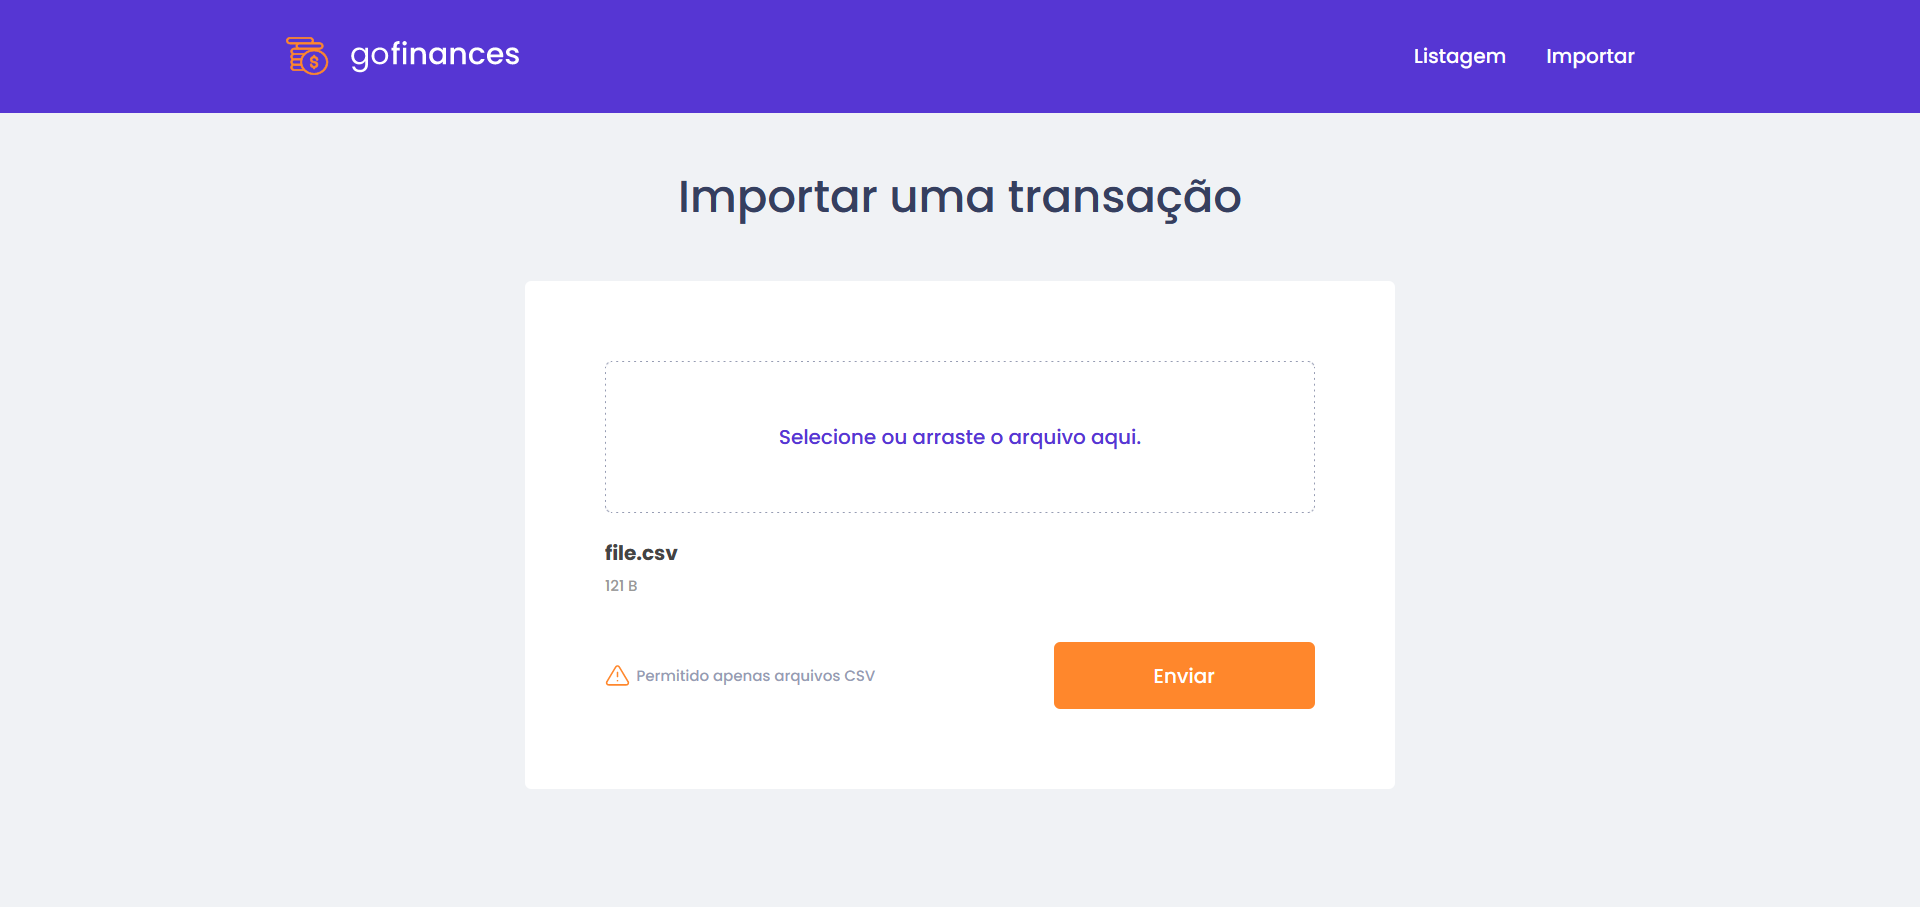 gofinances
Listagem
Importar
Importar uma transação
Selecione ou arraste o arquivo aqui.
file.csv
121 B
Permitido apenas arquivos CSV
Enviar